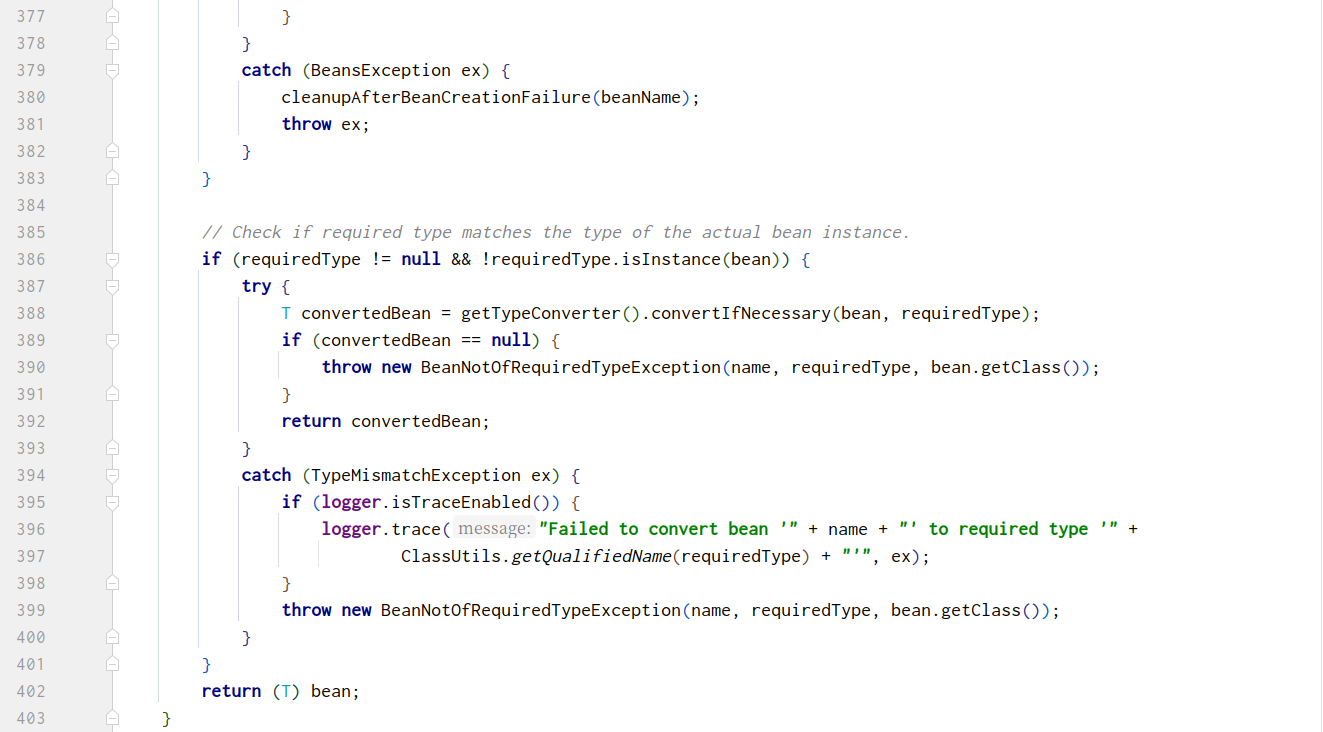 377 }
378 }
379 catch (BeansException ex) {
380 cleanupAfterBeanCreationFailure(beanName);
381 throw ex;
382 }
383 }
384
385 // Check if required type matches the type of the actual bean instance.
386 if (requiredType != null && !requiredType.isInstance(bean)) {
387 try {
388 T convertedBean = getTypeConverter().convertIfNecessary(bean, requiredType);
389 if (convertedBean == null) {
390 throw new BeanNotOfRequiredTypeException(name, requiredType, bean.getClass());
391 }
392 return convertedBean;
393 }
394 catch (TypeMismatchException ex) {
395 if (logger.isTraceEnabled()) {
396 logger.trace( message: "Failed to convert bean '" + name + "' to required type '" +
397 ClassUtils.getQualifiedName(requiredType) + "'", ex);
398 }
399 throw new BeanNotOfRequiredTypeException(name, requiredType, bean.getClass());
400 }
401 }
402 return (T) bean;
403 }